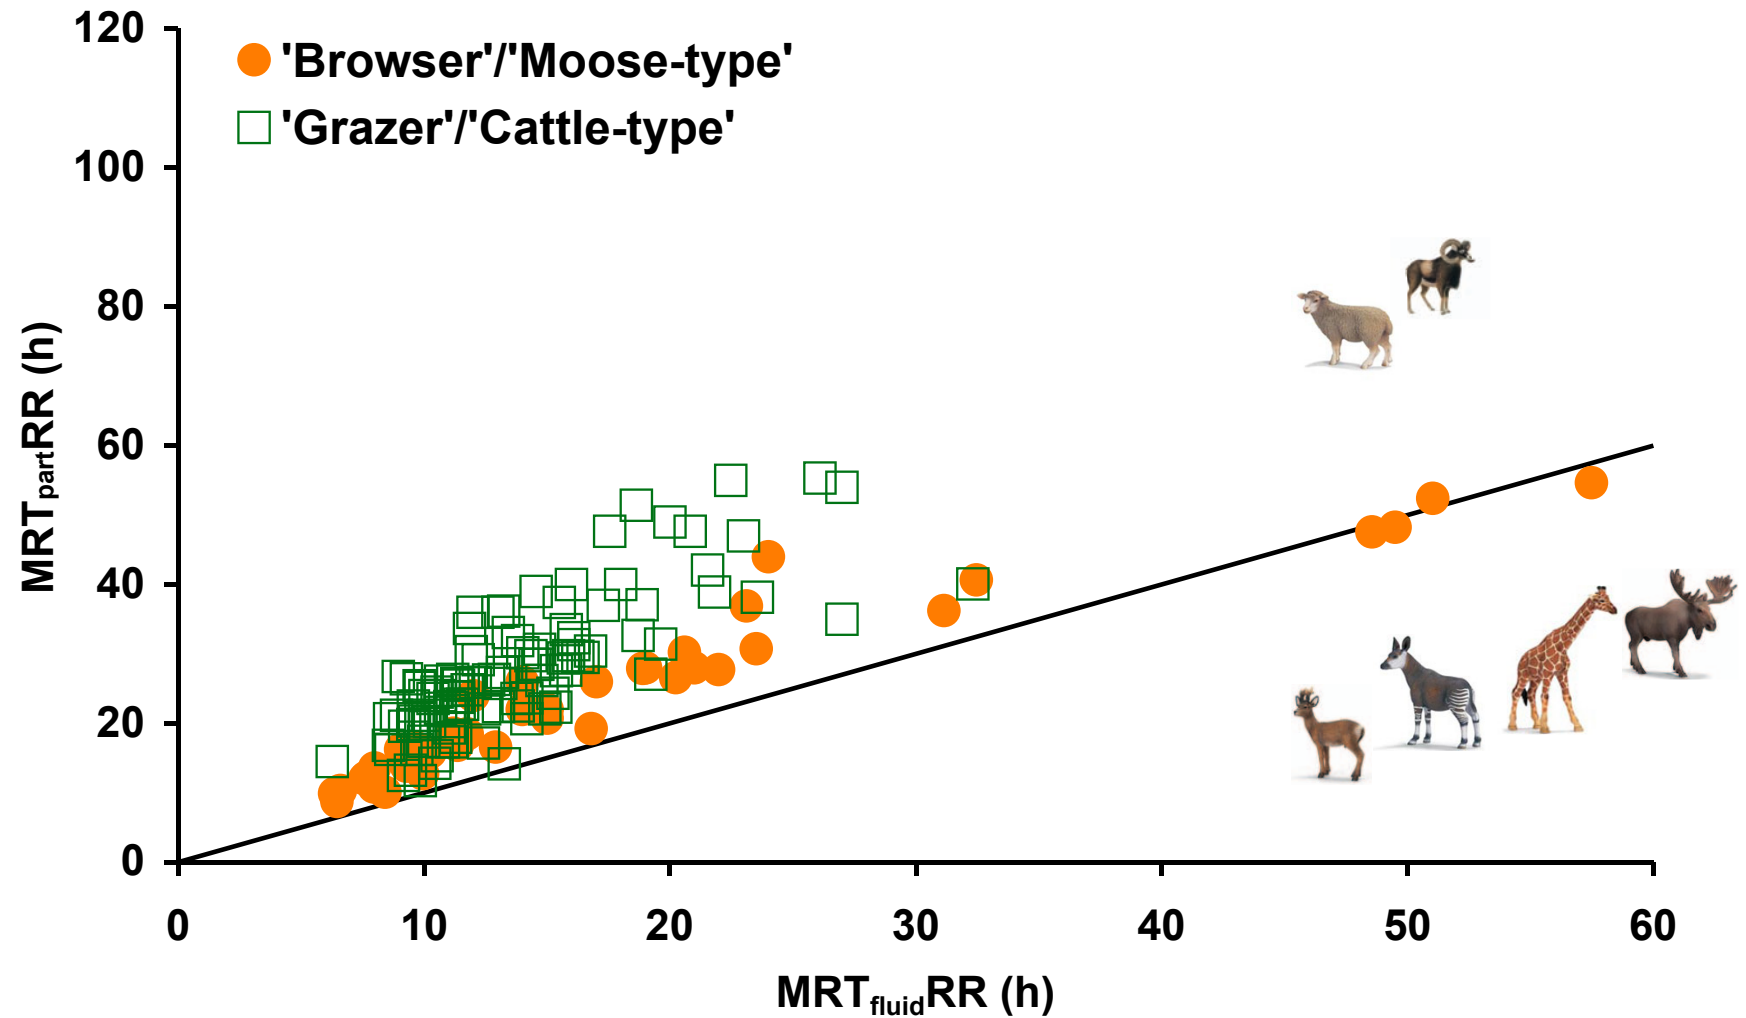 120
'Browser'/'Moose-type'
'Grazer'/'Cattle-type'
100
80
60
40
20
0
MRTpartRR (h)
0 10 20 30 40 50 60
MRTfluidRR (h)